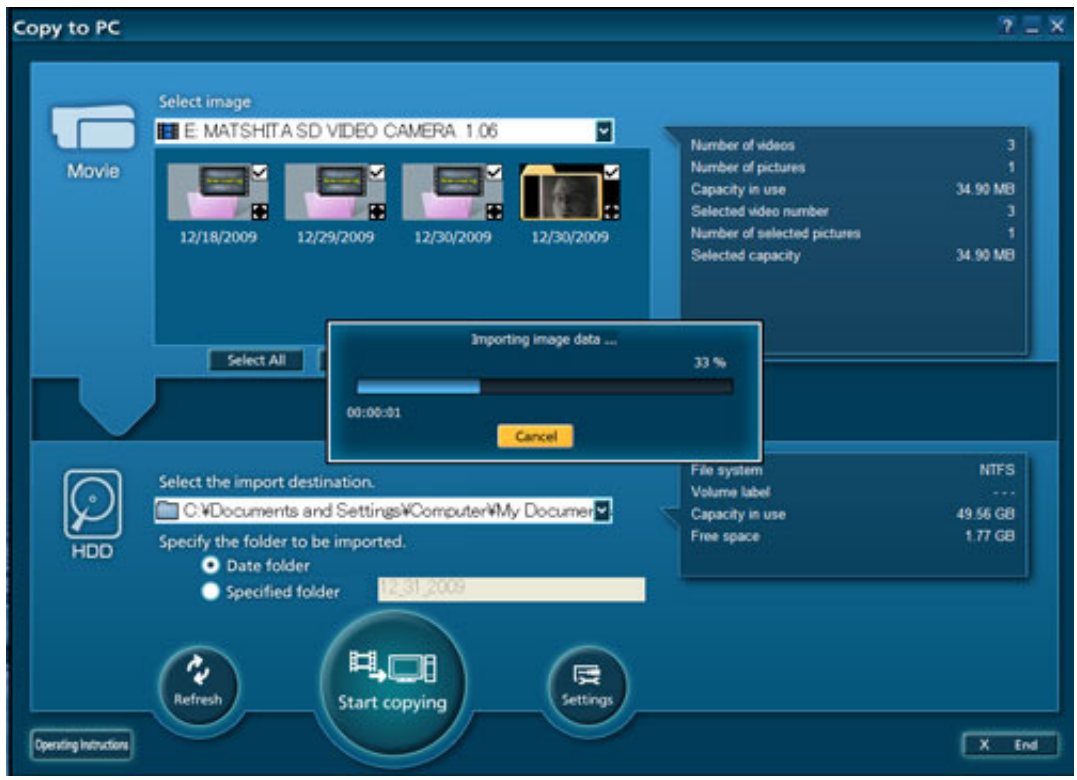 Copy to PC
?
Select image
E: MATSHITA SD VIDEO CAMERA 1.06
Movie
12/18/2009
12/29/2009
12/30/2009
12/30/2009
Number of videos 3
Number of pictures 1
Capacity in use 34.90 MB
Selected video number 3
Number of selected pictures 1
Selected capacity 34.90 MB
Select All
Importing image data ...
33 %
00:00:01
Cancel
HDD
Select the import destination.
C:¥Documents and Settings¥Computer¥My Documer
Specify the folder to be imported.
Date folder
Specified folder
12_31_2009
File system NTFS
Volume label ---
Capacity in use 49.56 GB
Free space 1.77 GB
Refresh
Start copying
Settings
Operating Instructions
X End